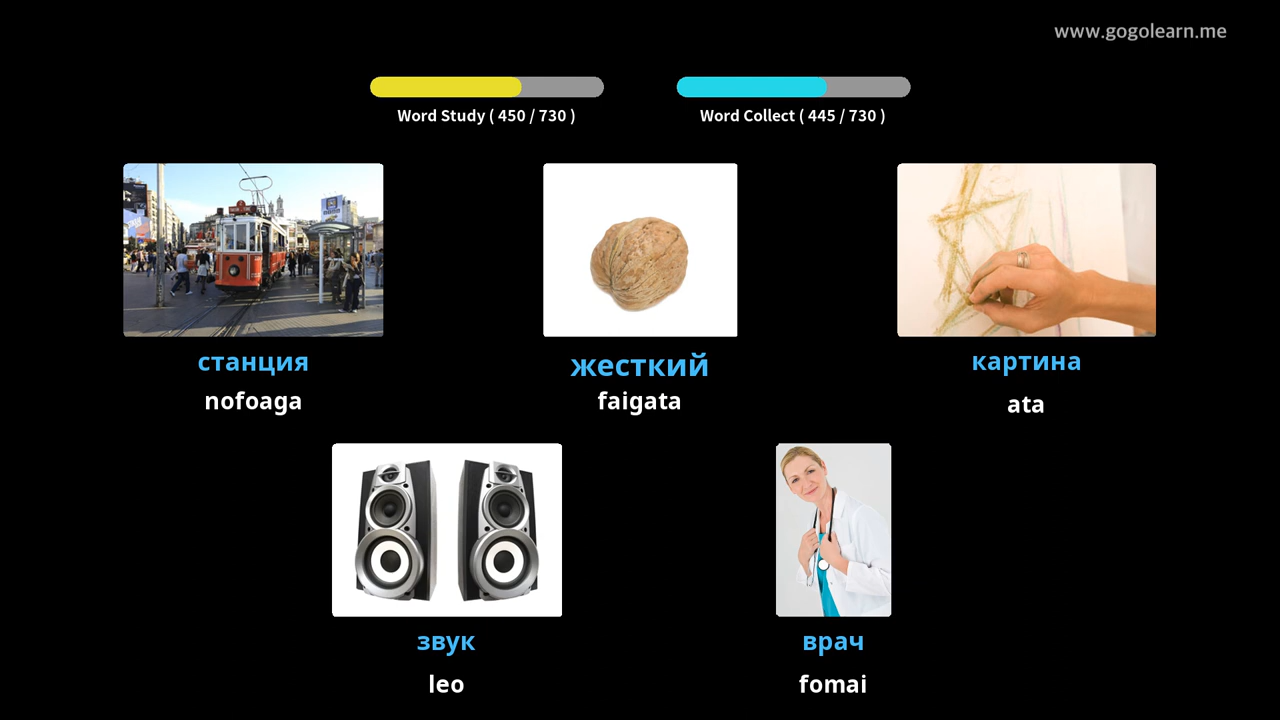 www.gogolearn.me
Word Study ( 450 / 730 )
Word Collect ( 445 / 730 )
станция
nofoaga
жесткий
faigata
картина
ata
звук
leo
врач
fomai